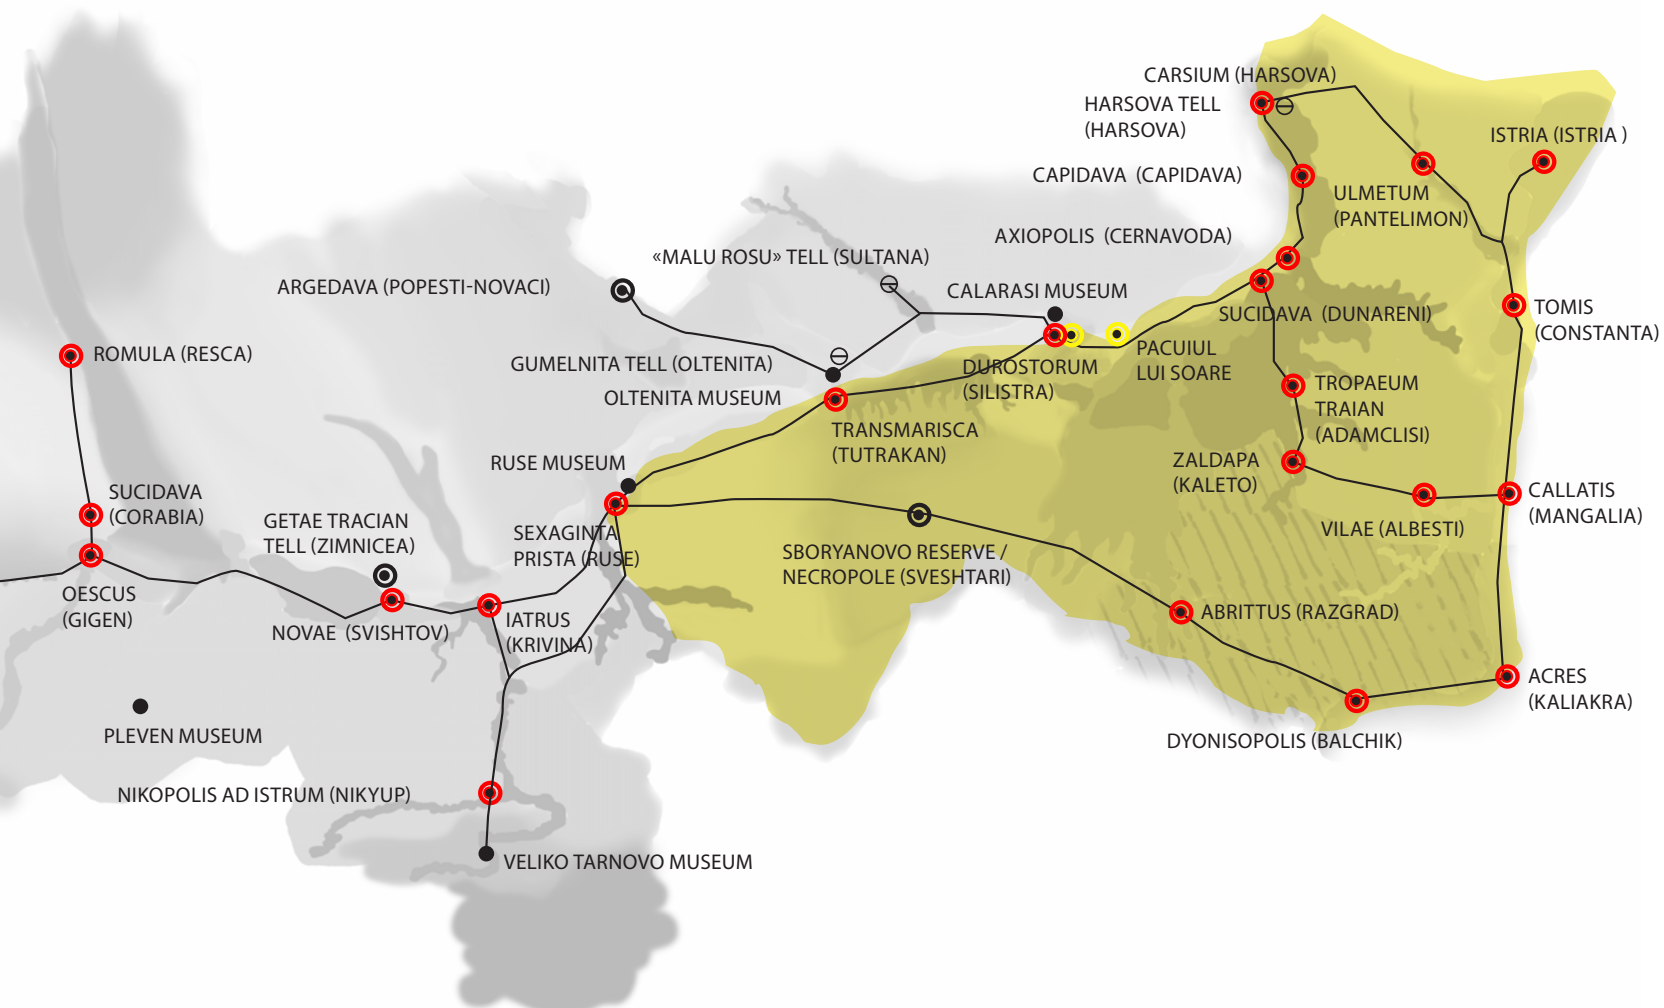 CARSIUM (HARSOVA)
HARSOVA TELL
(HARSOVA)
ISTRIA (ISTRIA )
CAPIDAVA (CAPIDAVA)
ULMETUM
(PANTELIMON)
AXIOPOLIS (CERNAVODA)
«MALU ROSU» TELL (SULTANA)
ARGEDAVA (POPESTI-NOVACI)
CALARASI MUSEUM
SUCIDAVA (DUNARENI)
TOMIS
(CONSTANTA)
ROMULA (RESCA)
GUMELNITA TELL (OLTENITA)
DUROSTORUM
(SILISTRA)
PACUIUL
LUI SOARE
OLTENITA MUSEUM
TROPAEUM
TRAIAN
(ADAMCLISI)
TRANSMARISCA
(TUTRAKAN)
RUSE MUSEUM
ZALDAPA
(KALETO)
SUCIDAVA
(CORABIA)
CALLATIS
(MANGALIA)
GETAE TRACIAN
TELL (ZIMNICEA)
SEXAGINTA
PRISTA (RUSE)
VILAE (ALBESTI)
SBORYANOVO RESERVE /
NECROPOLE (SVESHTARI)
OESCUS
(GIGEN)
NOVAE (SVISHTOV)
IATRUS
(KRIVINA)
ABRITTUS (RAZGRAD)
ACRES
(KALIAKRA)
PLEVEN MUSEUM
DYONISOPOLIS (BALCHIK)
NIKOPOLIS AD ISTRUM (NIKYUP)
VELIKO TARNOVO MUSEUM